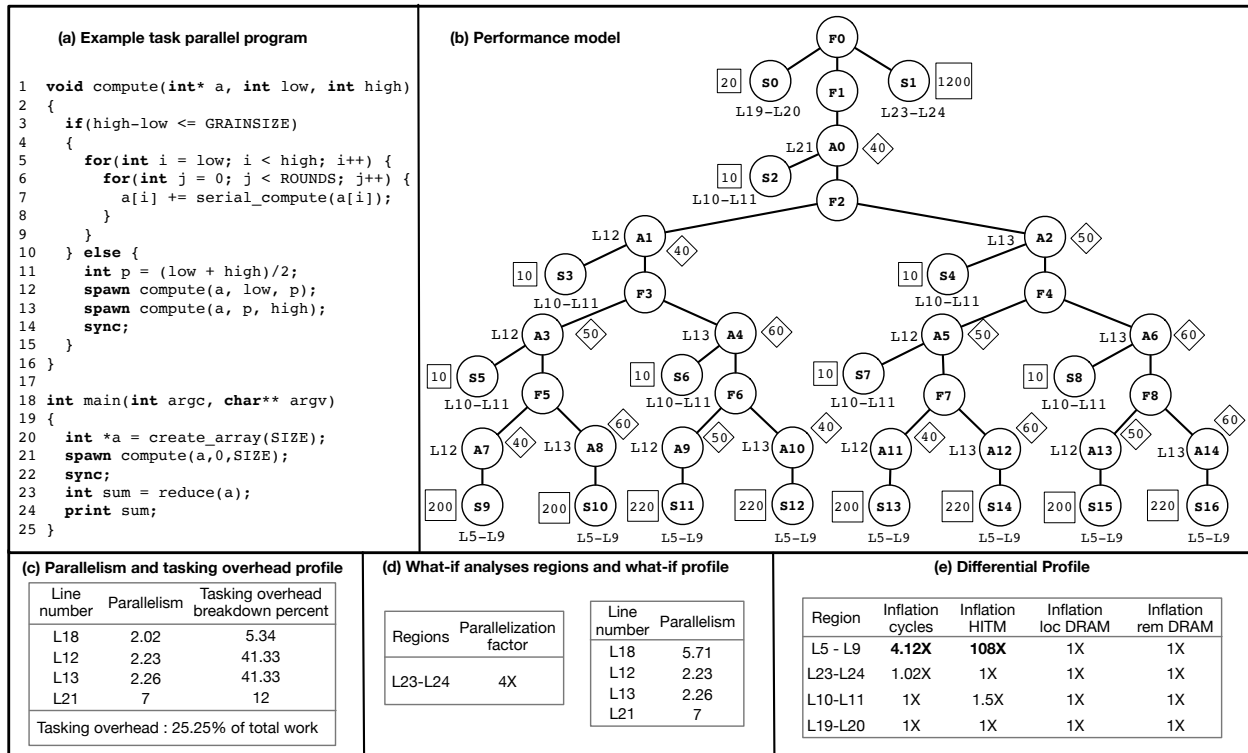 (a) Example task parallel program
1 void compute(int* a, int low, int high)
2 {
3 if(high-low <= GRAINSIZE)
4 {
5 for(int i = low; i < high; i++) {
6 for(int j = 0; j < ROUNDS; j++) {
7 a[i] += serial_compute(a[i]);
8 }
9 }
10 } else {
11 int p = (low + high)/2;
12 spawn compute(a, low, p);
13 spawn compute(a, p, high);
14 sync;
15 }
16 }
17
18 int main(int argc, char** argv)
19 {
20 int *a = create_array(SIZE);
21 spawn compute(a,0,SIZE);
22 sync;
23 int sum = reduce(a);
24 print sum;
25 }
(b) Performance model
F0
20 S0 F1 S1 1200
L19-L20 L23-L24
L21 A0 40
10 S2
L10-L11 F2
L12 A1 40 L13 A2 50
10 S3 10 S4
L10-L11 F3 L10-L11 F4
L12 A3 50 L13 A4 60 L12 A5 50 L13 A6 60
10 S5 10 S6 10 S7 10 S8
L10-L11 F5 L10-L11 F6 L10-L11 F7 L10-L11 F8
L12 A7 40 L13 A8 60 L12 A9 50 L13 A10 40 L12 A11 40 L13 A12 60 L12 A13 50 L13 A14 60
200 S9 200 S10 220 S11 220 S12 200 S13 220 S14 200 S15 220 S16
L5-L9 L5-L9 L5-L9 L5-L9 L5-L9 L5-L9 L5-L9 L5-L9
(c) Parallelism and tasking overhead profile
Line number Parallelism Tasking overhead breakdown percent
L18 2.02 5.34
L12 2.23 41.33
L13 2.26 41.33
L21 7 12
Tasking overhead : 25.25% of total work
(d) What-if analyses regions and what-if profile
Regions Parallelization factor
L23-L24 4X
Line number Parallelism
L18 5.71
L12 2.23
L13 2.26
L21 7
(e) Differential Profile
Region Inflation cycles Inflation HITM Inflation loc DRAM Inflation rem DRAM
L5 - L9 4.12X 108X 1X 1X
L23-L24 1.02X 1X 1X 1X
L10-L11 1X 1.5X 1X 1X
L19-L20 1X 1X 1X 1X